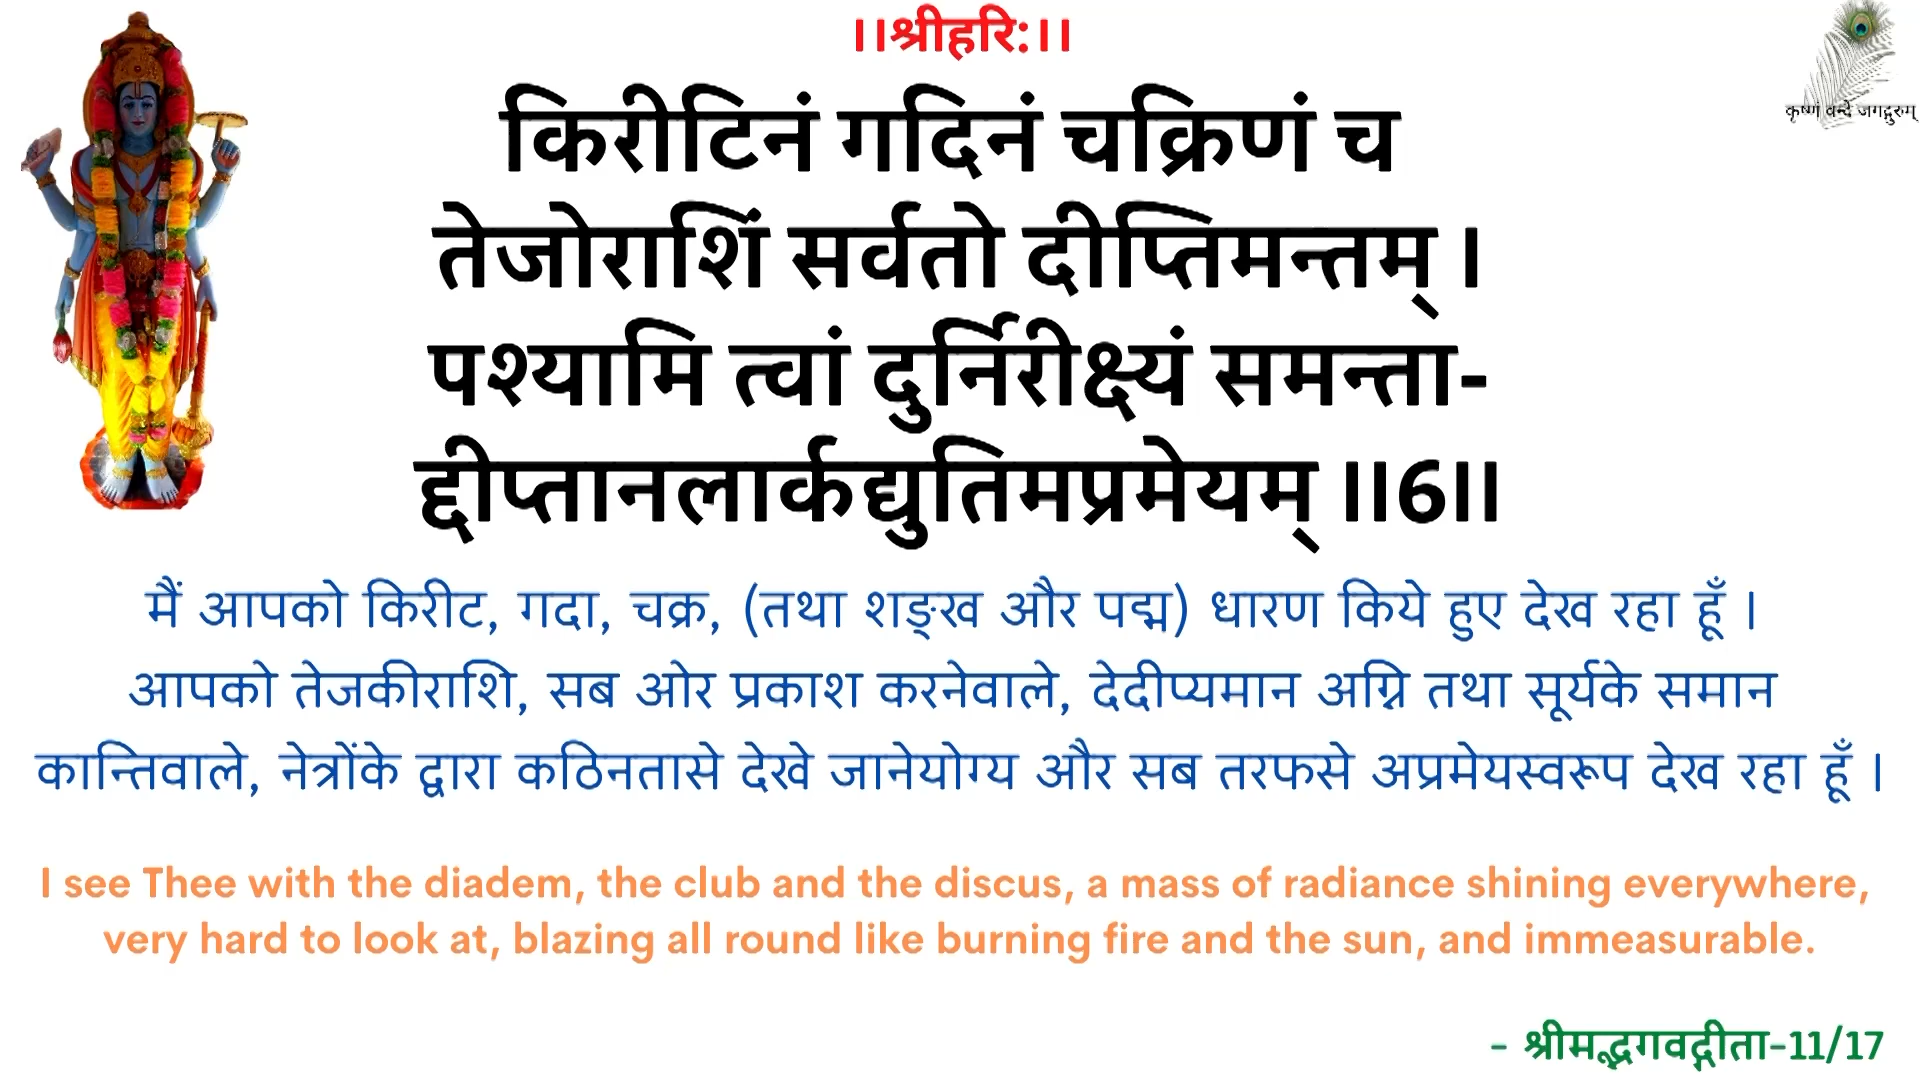 ।।श्रीहरि:।।
कृष्णं वन्दे जगद्गुरुम्
किरीटिनं गदिनं चक्रिणं च
तेजोराशिं सर्वतो दीप्तिमन्तम् ।
पश्यामि त्वां दुर्निरीक्ष्यं समन्ता-
द्दीप्तानलार्कद्युतिमप्रमेयम् ।।6।।
मैं आपको किरीट, गदा, चक्र, (तथा शङ्ख और पद्म) धारण किये हुए देख रहा हूँ ।
आपको तेजकीराशि, सब ओर प्रकाश करनेवाले, देदीप्यमान अग्नि तथा सूर्यके समान
कान्तिवाले, नेत्रोंके द्वारा कठिनतासे देखे जानेयोग्य और सब तरफसे अप्रमेयस्वरूप देख रहा हूँ ।
I see Thee with the diadem, the club and the discus, a mass of radiance shining everywhere,
very hard to look at, blazing all round like burning fire and the sun, and immeasurable.
- श्रीमद्भगवद्गीता-11/17